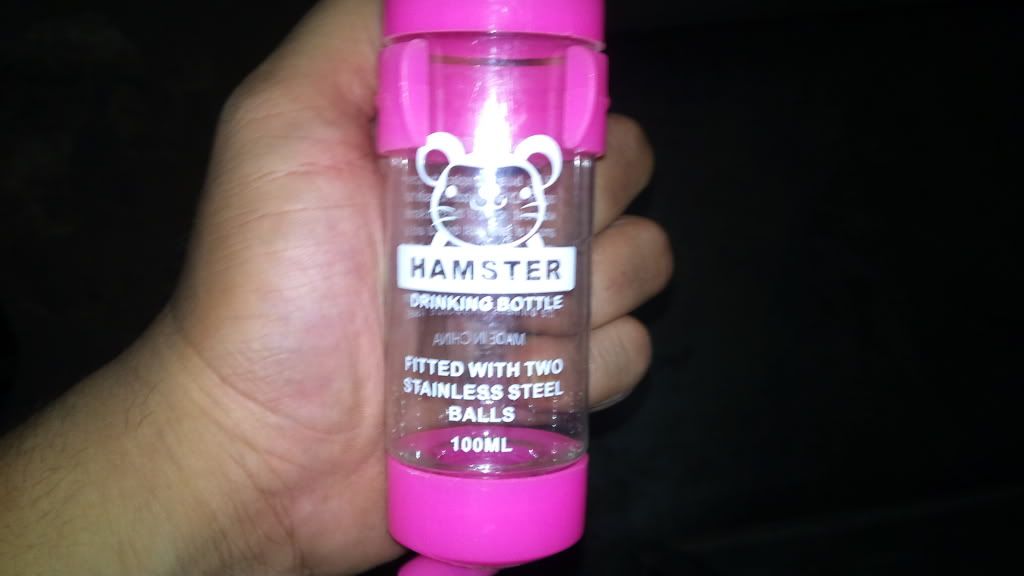 HAMSTER
DRINKING BOTTLE
MADE IN CHINA
FITTED WITH TWO
STAINLESS STEEL
BALLS
100ML